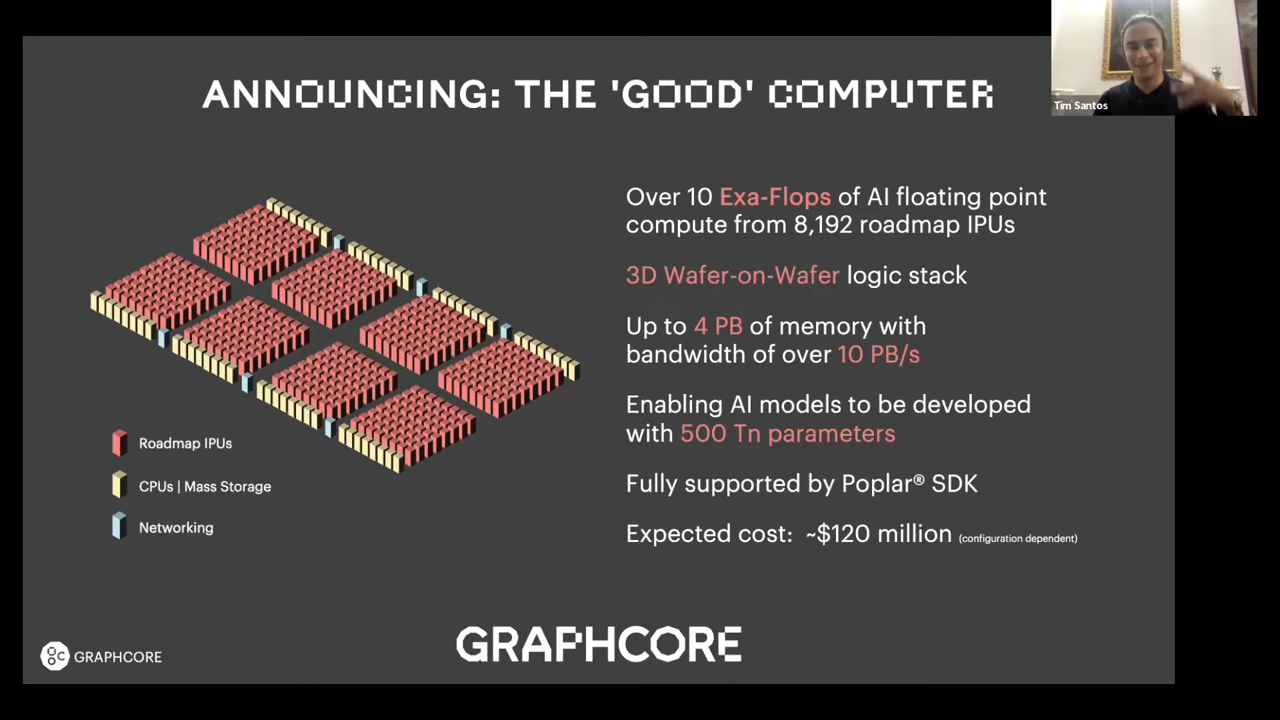 ANNOUNCING: THE 'GOOD' COMPUTER
Tim Santos
Over 10 Exa-Flops of AI floating point
compute from 8,192 roadmap IPUs
3D Wafer-on-Wafer logic stack
Up to 4 PB of memory with
bandwidth of over 10 PB/s
Enabling AI models to be developed
with 500 Tn parameters
Fully supported by Poplar® SDK
Expected cost: ~$120 million (configuration dependent)
Roadmap IPUs
CPUs | Mass Storage
Networking
GRAPHCORE
GRAPHCORE